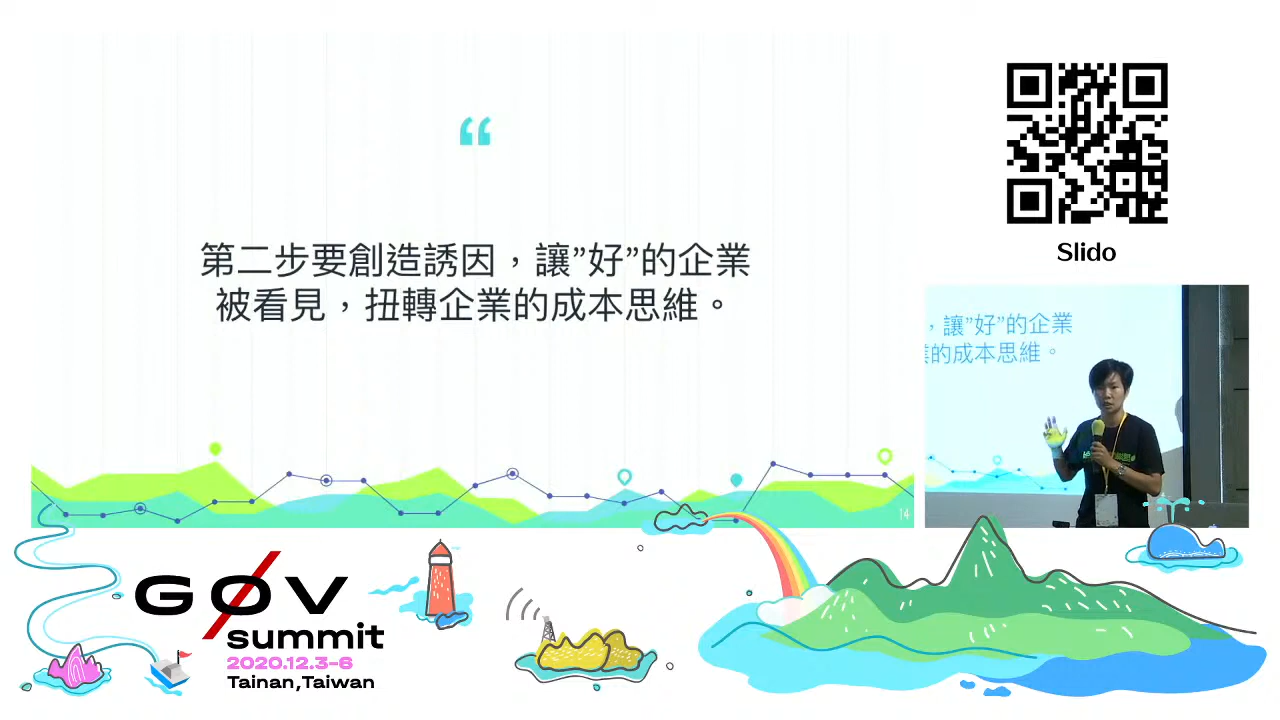 “
第二步要創造誘因，讓”好”的企業
被看見，扭轉企業的成本思維。
14
Slido
，讓”好”的企業
業的成本思維。
GØV
summit
2020.12.3-6
Tainan,Taiwan